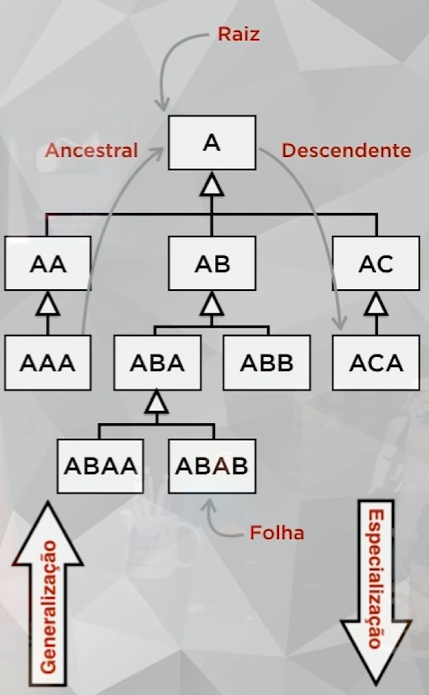 Raiz
A
Ancestral
Descendente
AA
AB
AC
AAA
ABA
ABB
ACA
ABAA
ABAB
Folha
Generalização
Especialização